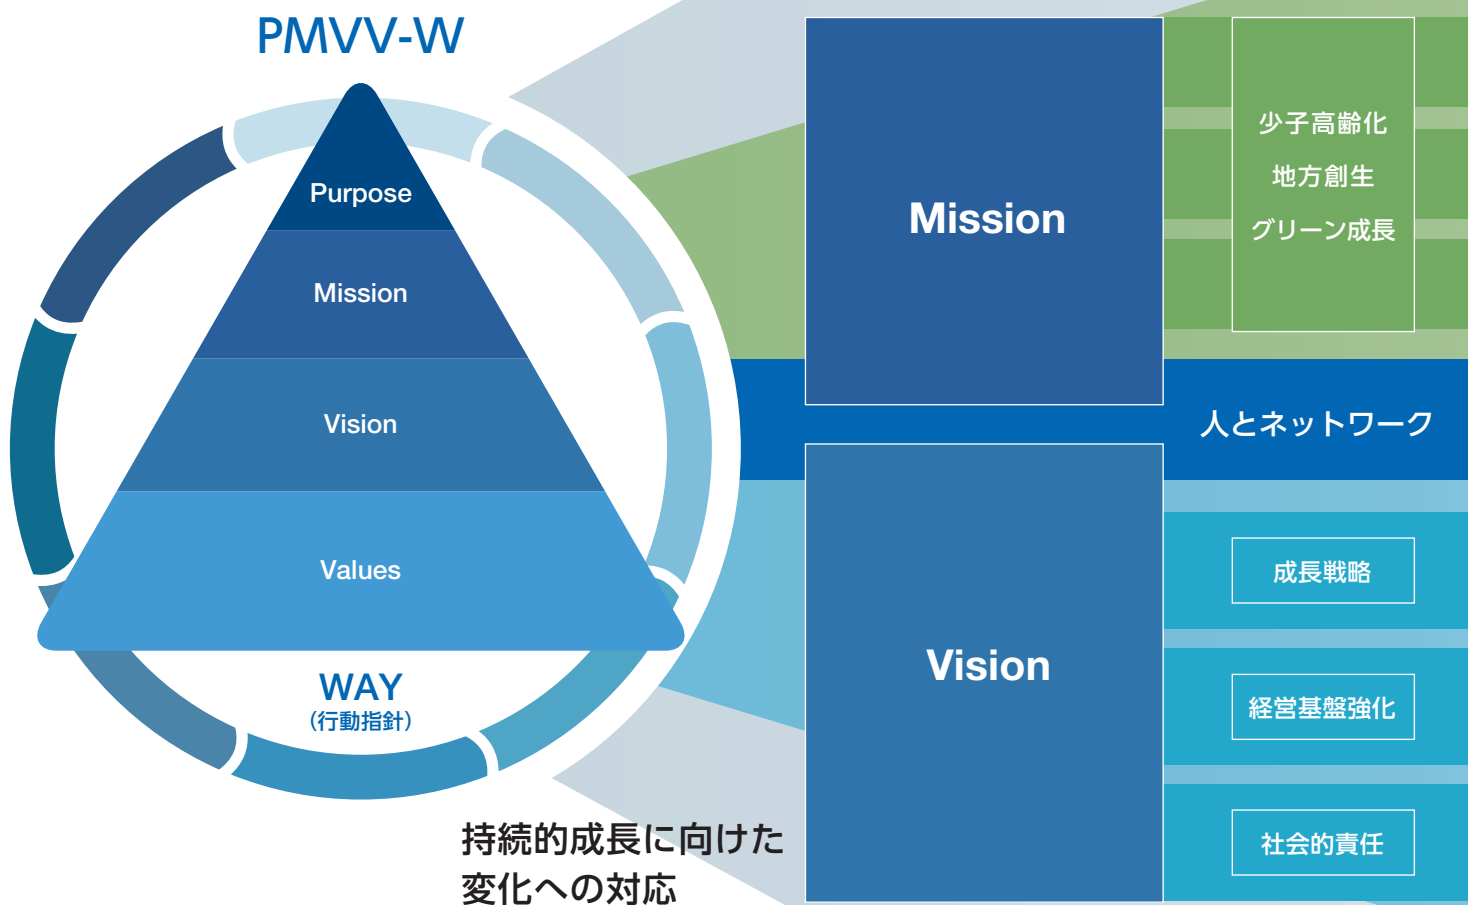 PMVV-W
Purpose
Mission
Vision
Values
WAY
(行動指針)
持続的成長に向けた
変化への対応
Mission
少子高齢化
地方創生
グリーン成長
人とネットワーク
Vision
成長戦略
経営基盤強化
社会的責任